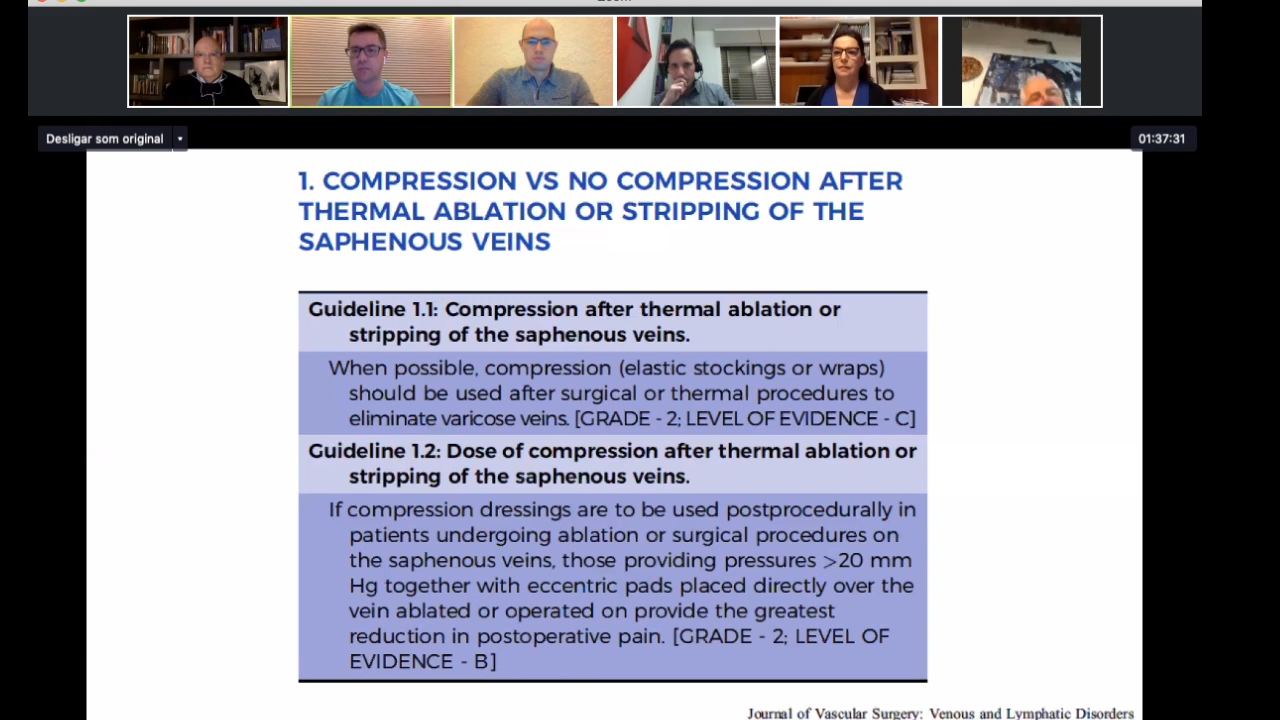 Desligar som original
01:37:31
1. COMPRESSION VS NO COMPRESSION AFTER
THERMAL ABLATION OR STRIPPING OF THE
SAPHENOUS VEINS
Guideline 1.1: Compression after thermal ablation or
stripping of the saphenous veins.
When possible, compression (elastic stockings or wraps)
should be used after surgical or thermal procedures to
eliminate varicose veins. [GRADE - 2; LEVEL OF EVIDENCE - C]
Guideline 1.2: Dose of compression after thermal ablation or
stripping of the saphenous veins.
If compression dressings are to be used postprocedurally in
patients undergoing ablation or surgical procedures on
the saphenous veins, those providing pressures >20 mm
Hg together with eccentric pads placed directly over the
vein ablated or operated on provide the greatest
reduction in postoperative pain. [GRADE - 2; LEVEL OF
EVIDENCE - B]
Journal of Vascular Surgery: Venous and Lymphatic Disorders